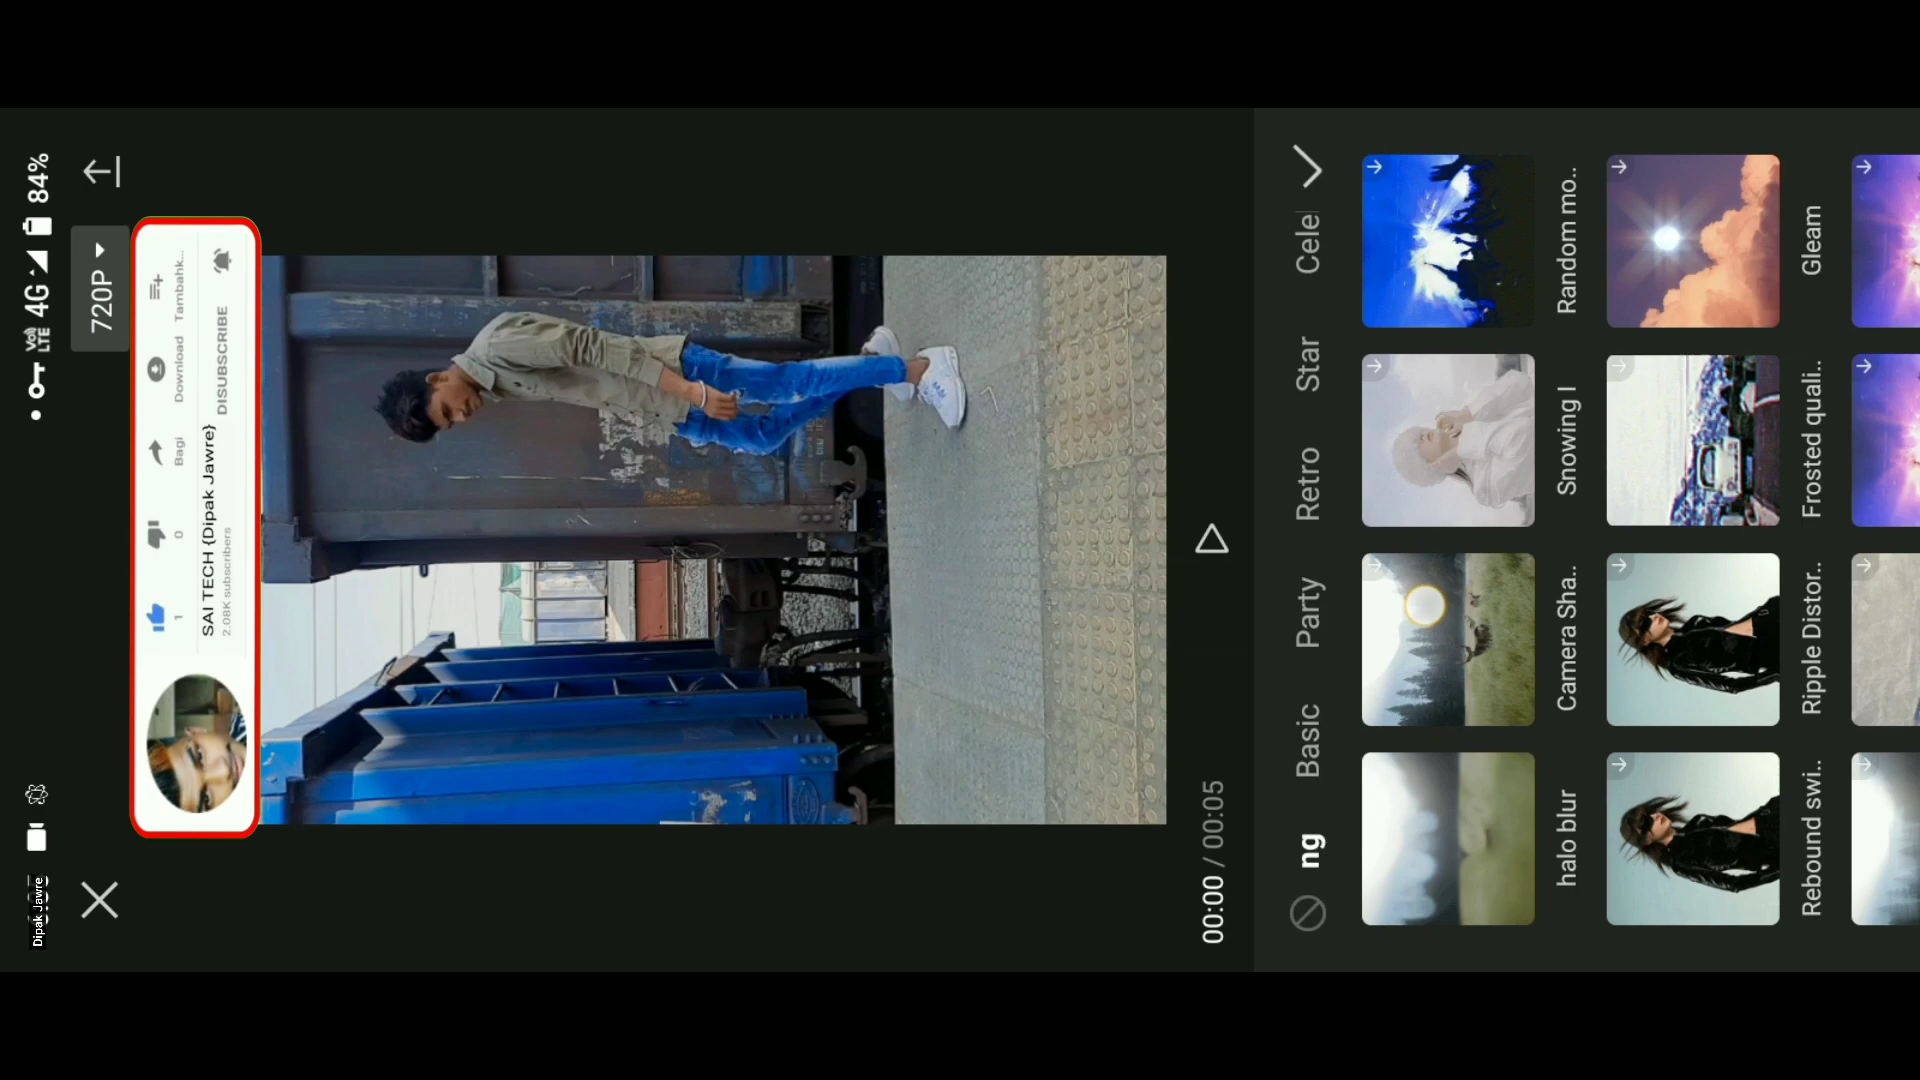 Dipak Jawre
VoI) LTE 4G 84%
720P
1
0
Bagi
Download
Tambahk...
SAI TECH {Dipak Jawre}
2.08K subscribers
DISUBSCRIBE
00:00 / 00:05
ng
Basic
Party
Retro
Star
Cele
halo blur
Camera Sha..
Snowing I
Random mo..
Rebound swi..
Ripple Distor..
Frosted quali..
Gleam